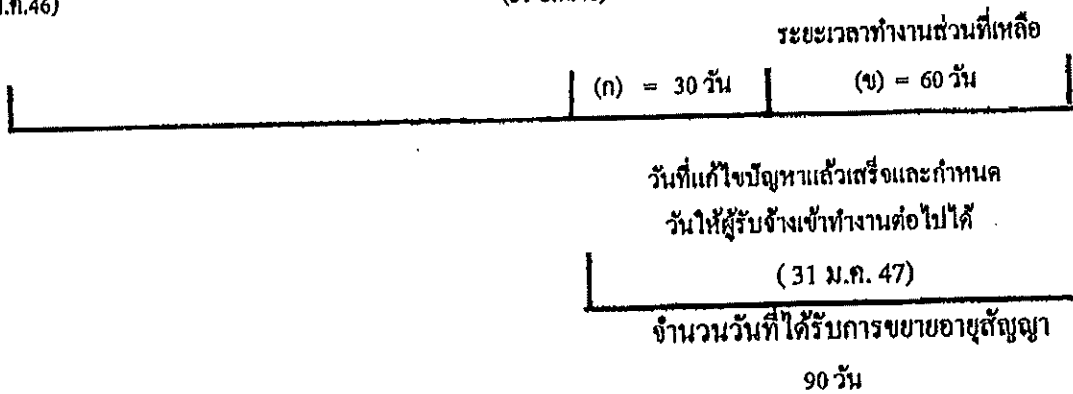 .ก.46)
ระยะเวลาทำงานส่วนที่เหลือ
(ก) = 30 วัน
(ข) = 60 วัน
วันที่แก้ไขปัญหาแล้วเสร็จและกำหนด
วันให้ผู้รับจ้างเข้าทำงานต่อไปได้
( 31 ม.ค. 47)
จำนวนวันที่ได้รับการขยายอายุสัญญา
90 วัน